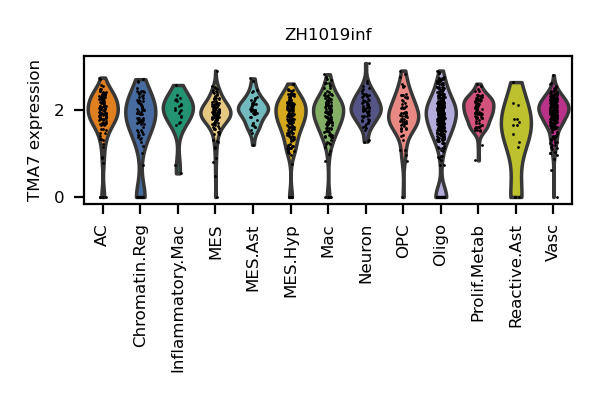 ZH1019inf
TMA7 expression
2
0
AC
Chromatin.Reg
Inflammatory.Mac
MES
MES.Ast
MES.Hyp
Mac
Neuron
OPC
Oligo
Prolif.Metab
Reactive.Ast
Vasc